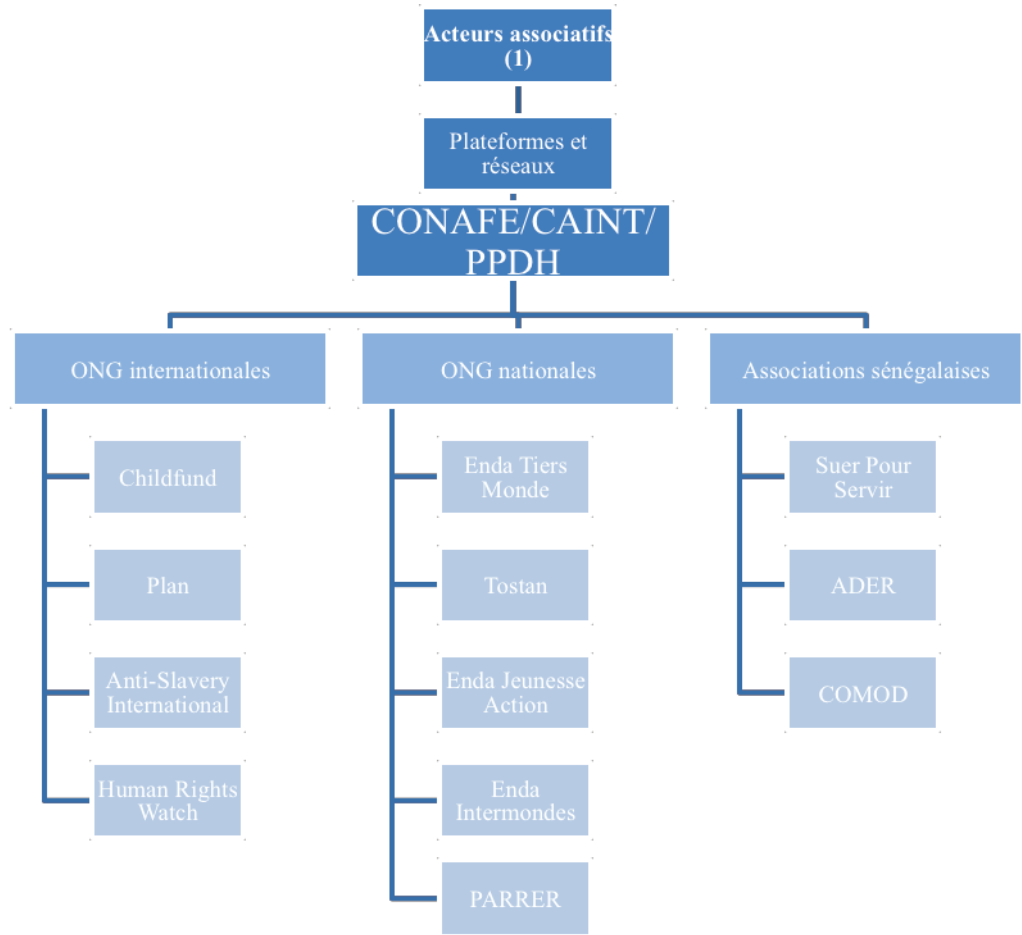 Acteurs associatifs
(1)
Plateformes et
réseaux
CONAFE/CAINT/
PPDH
ONG internationales
Childfund
Plan
Anti-Slavery
International
Human Rights
Watch
ONG nationales
Enda Tiers
Monde
Tostan
Enda Jeunesse
Action
Enda
Intermondes
PARRER
Associations sénégalaises
Suer Pour
Servir
ADER
COMOD